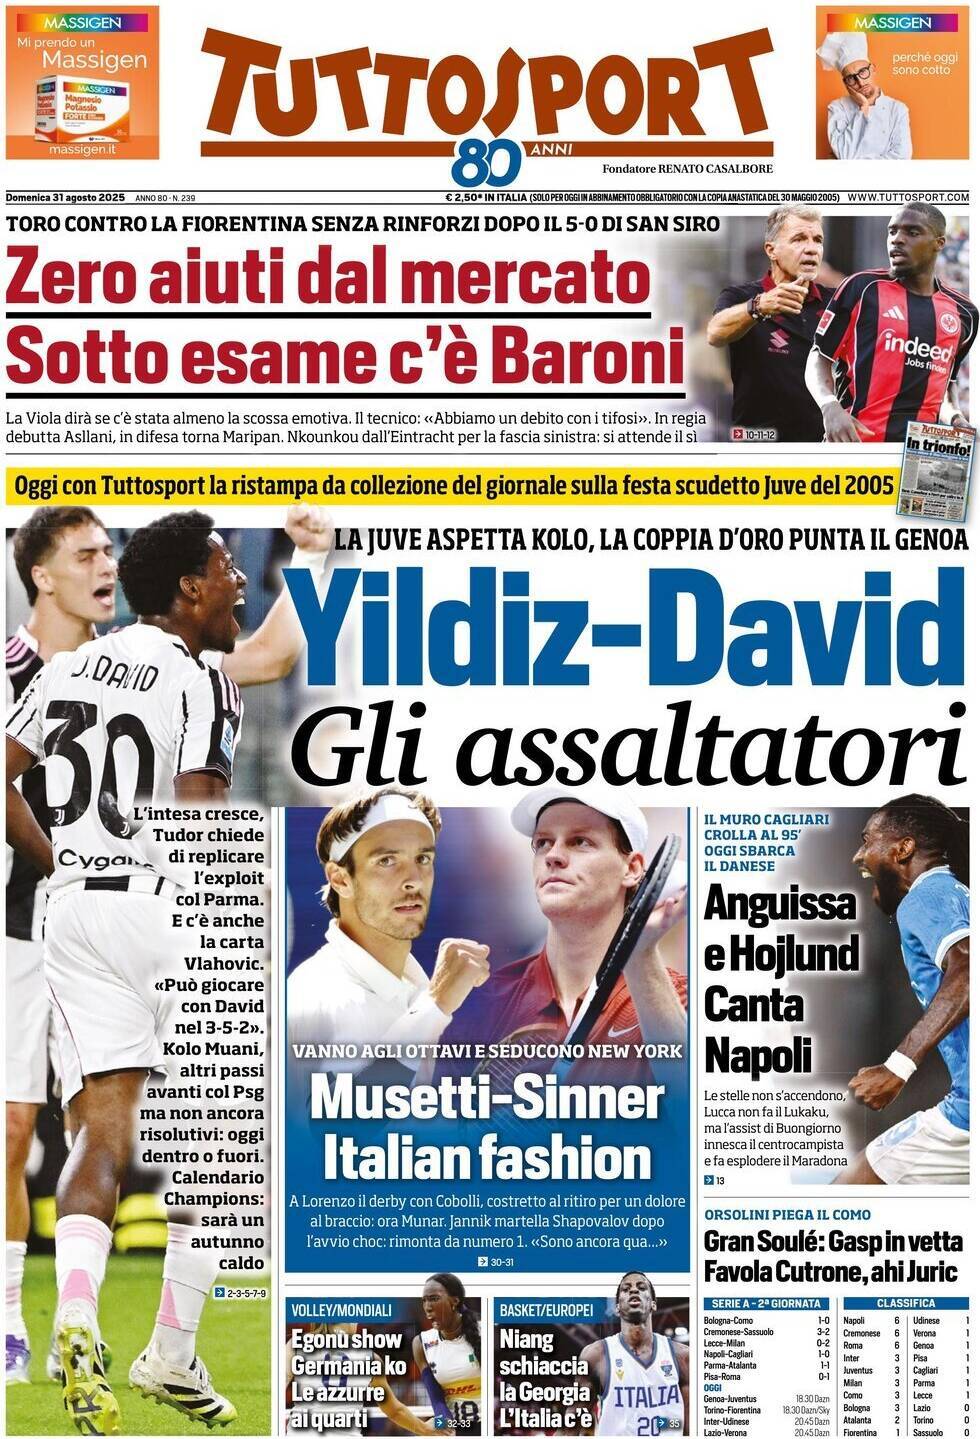 MASSIGEN
Mi prendo un
Massigen
MASSIGEN
Magnesio
Potassio
FORTE
massigen.it
TUTTOSPORT
80 ANNI
Fondatore RENATO CASALBORE
MASSIGEN
perché oggi
sono cotto
Domenica 31 agosto 2025 ANNO 80 - N. 239
€ 2,50* IN ITALIA (SOLO PER OGGI IN ABBINAMENTO OBBLIGATORIO CON LA COPIA ANASTATICA DEL 30 MAGGIO 2005) WWW.TUTTOSPORT.COM
TORO CONTRO LA FIORENTINA SENZA RINFORZI DOPO IL 5-0 DI SAN SIRO
Zero aiuti dal mercato
Sotto esame c'è Baroni
La Viola dirà se c'è stata almeno la scossa emotiva. Il tecnico: «Abbiamo un debito con i tifosi». In regia
debutta Asllani, in difesa torna Maripan. Nkounkou dall'Eintracht per la fascia sinistra: si attende il sì
10-11-12
SUZUKI
indeed
Jobs finden
Oggi con Tuttosport la ristampa da collezione del giornale sulla festa scudetto Juve del 2005
TUTTOSPORT
In trionfo!
LA JUVE ASPETTA KOLO, LA COPPIA D'ORO PUNTA IL GENOA
Yildiz-David
Gli assaltatori
J. DAVID
30
Cygam
L'intesa cresce,
Tudor chiede
di replicare
l'exploit
col Parma.
E c'è anche
la carta
Vlahovic.
«Può giocare
con David
nel 3-5-2».
Kolo Muani,
altri passi
avanti col Psg
ma non ancora
risolutivi: oggi
dentro o fuori.
Calendario
Champions:
sarà un
autunno
caldo
2-3-5-7-9
VANNO AGLI OTTAVI E SEDUCONO NEW YORK
Musetti-Sinner
Italian fashion
A Lorenzo il derby con Cobolli, costretto al ritiro per un dolore
al braccio: ora Munar. Jannik martella Shapovalov dopo
l'avvio choc: rimonta da numero 1. «Sono ancora qua...»
30-31
IL MURO CAGLIARI
CROLLA AL 95'
OGGI SBARCA
IL DANESE
Anguissa
e Hojlund
Canta
Napoli
Le stelle non s'accendono,
Lucca non fa il Lukaku,
ma l'assist di Buongiorno
innesca il centrocampista
e fa esplodere il Maradona
13
VOLLEY/MONDIALI
Egonu show
Germania ko
Le azzurre
ai quarti
DHL
32-33
BASKET/EUROPEI
Niang
schiaccia
la Georgia
L'Italia c'è
ITALIA
20
35
ORSOLINI PIEGA IL COMO
Gran Soulé: Gasp in vetta
Favola Cutrone, ahi Juric
SERIE A - 2ª GIORNATA
Bologna-Como 1-0
Cremonese-Sassuolo 3-2
Lecce-Milan 0-2
Napoli-Cagliari 1-0
Parma-Atalanta 1-1
Pisa-Roma 0-1
OGGI
Genoa-Juventus 18.30 Dazn
Torino-Fiorentina 18.30 Dazn/Sky
Inter-Udinese 20.45 Dazn
Lazio-Verona 20.45 Dazn
CLASSIFICA
Napoli 6 Udinese 1
Cremonese 6 Verona 1
Roma 6 Genoa 1
Inter 3 Pisa 1
Juventus 3 Cagliari 1
Milan 3 Parma 1
Como 3 Lecce 1
Bologna 3 Lazio 0
Atalanta 2 Torino 0
Fiorentina 1 Sassuolo 0